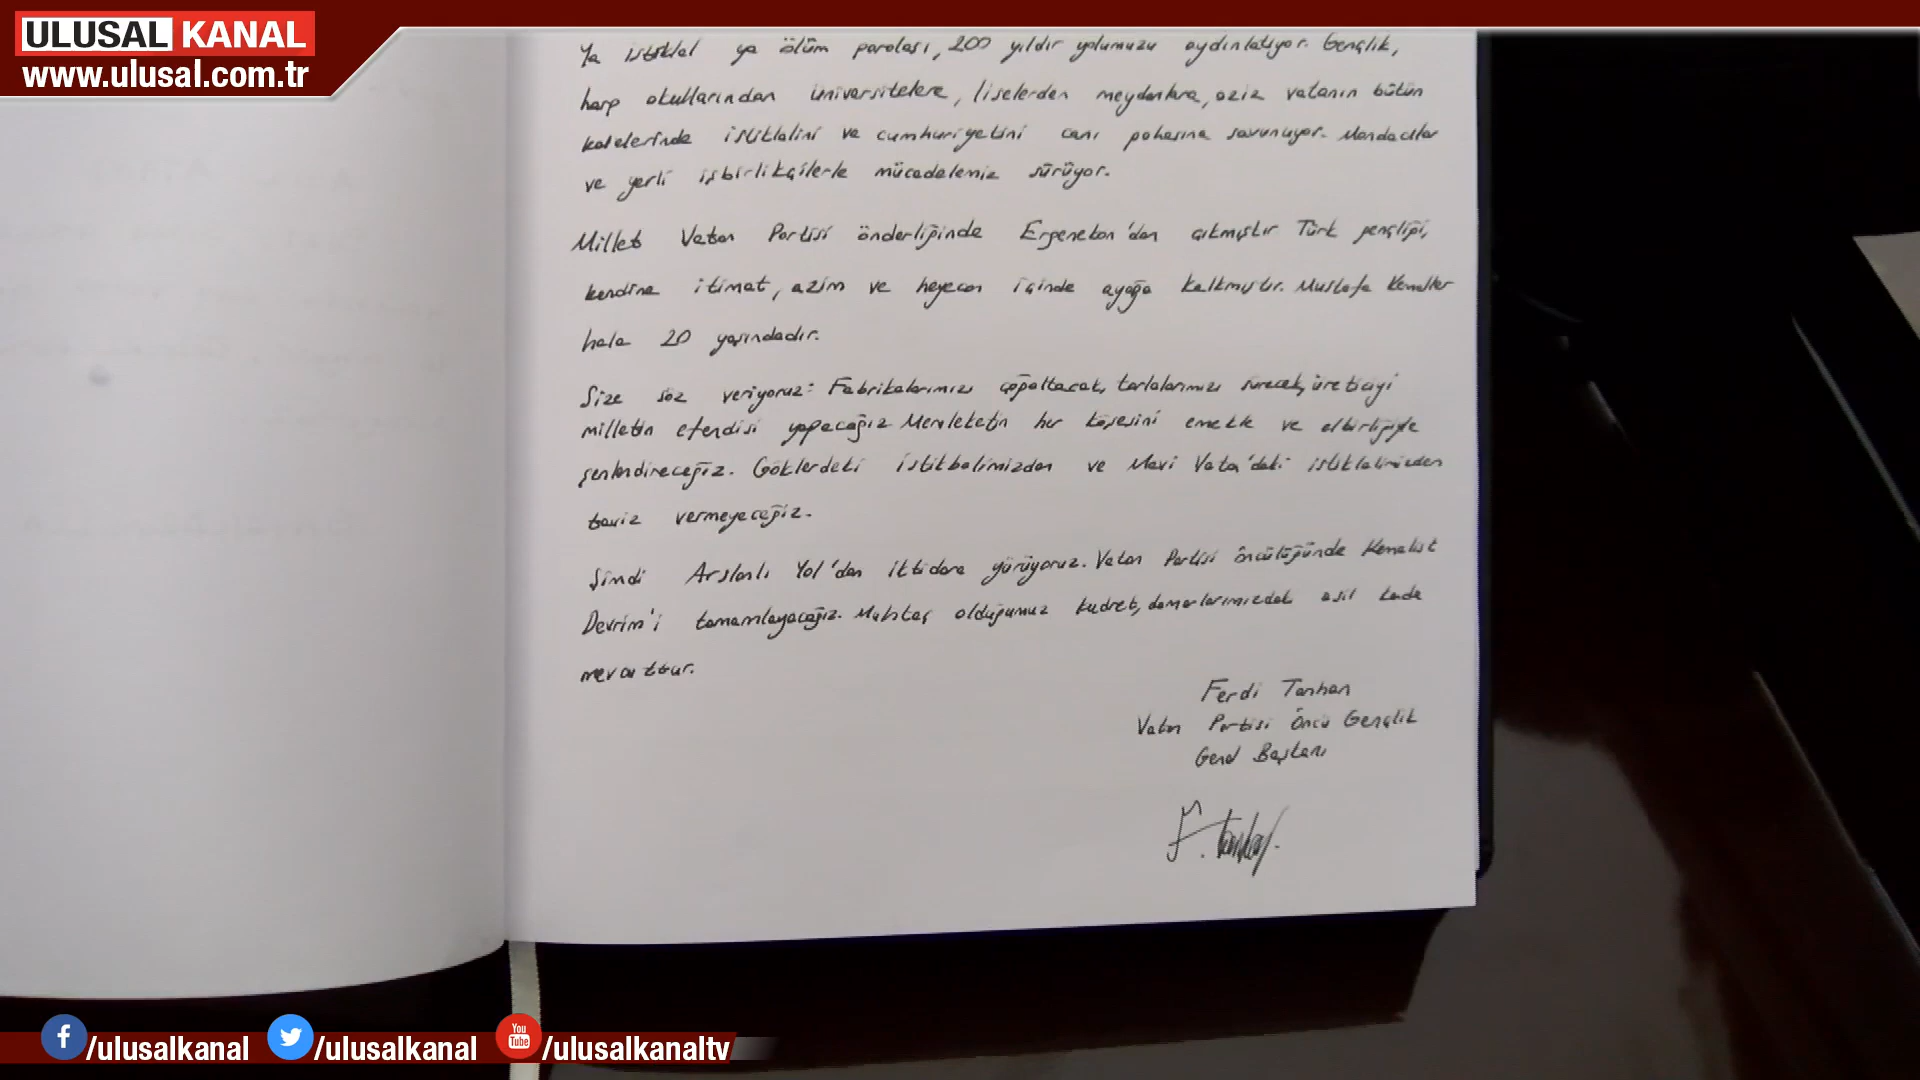 ULUSAL KANAL
www.ulusal.com.tr
Ya istiklal ya ölüm parolası, 200 yıldır yolumuzu aydınlatıyor. Gençlik,
harp okullarından üniversitelere, liselerden meydanlara, aziz vatanın bütün
kalelerinde istiklalini ve cumhuriyetini canı pahasına savunuyor. Mandacılar
ve yerli işbirlikçilerle mücadelemiz sürüyor.
Millet Vatan Partisi önderliğinde Ergenekon'dan çıkmıştır Türk gençliği,
kendine itimat, azim ve heyecan içinde ayağa kalkmıştır. Mustafa Kemaller
hala 20 yaşındadır.
Size söz veriyoruz: Fabrikalarımızı çoğaltacak, tarlalarımızı sürecek, üreticiyi
milletin efendisi yapacağız Memleketin her köşesini emekle ve elbirliğiyle
şenlendireceğiz. Göklerdeki istikbalimizden ve Mavi Vatan'daki istiklalimizden
taviz vermeyeceğiz.
Şimdi Arslanlı Yol'dan iktidara yürüyoruz. Vatan Partisi öncülüğünde Kemalist
Devrim'i tamamlayacağız. Muhtaç olduğumuz kudret, damarlarımızdaki asil kanda
mevcuttur.
Ferdi Tanhan
Vatan Partisi Öncü Gençlik
Genel Başkanı
F. Tanhan
/ulusalkanal /ulusalkanal You Tube /ulusalkanaltv